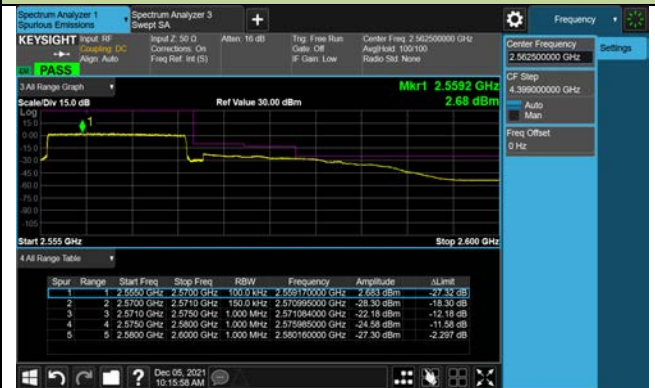 Spectrum Analyzer 1
Spurious Emissions
Spectrum Analyzer 3
Swept SA
Frequency
KEYSIGHT
Input: RF
Coupling: DC
Align: Auto
Input Z: 50 Ω
Corrections: On
Freq Ref: Int (S)
Atten: 16 dB
Trig: Free Run
Gate: Off
IF Gain: Low
Center Freq: 2.562500000 GHz
Avg|Hold: 100/100
Radio Std: None
PASS
Center Frequency
2.562500000 GHz
Settings
CF Step
4.399000000 GHz
Auto
Man
Freq Offset
0 Hz
3 All Range Graph
Mkr1 2.5592 GHz
2.68 dBm
Scale/Div 15.0 dB
Ref Value 30.00 dBm
Log
15.0
0.00
-15.0
-30.0
-45.0
-60.0
-75.0
-90.0
-105
1
Start 2.555 GHz
Stop 2.600 GHz
4 All Range Table
Spur Range Start Freq Stop Freq RBW Frequency Amplitude ΔLimit
1 1 2.5550 GHz 2.5700 GHz 100.0 kHz 2.559170000 GHz 2.683 dBm -27.32 dB
2 2 2.5700 GHz 2.5710 GHz 150.0 kHz 2.570995000 GHz -28.30 dBm -18.30 dB
3 3 2.5710 GHz 2.5750 GHz 1.000 MHz 2.571084000 GHz -22.18 dBm -12.18 dB
4 4 2.5750 GHz 2.5800 GHz 1.000 MHz 2.575985000 GHz -24.58 dBm -11.58 dB
5 5 2.5800 GHz 2.6000 GHz 1.000 MHz 2.580160000 GHz -27.30 dBm -2.297 dB
Dec 05, 2021
10:15:58 AM